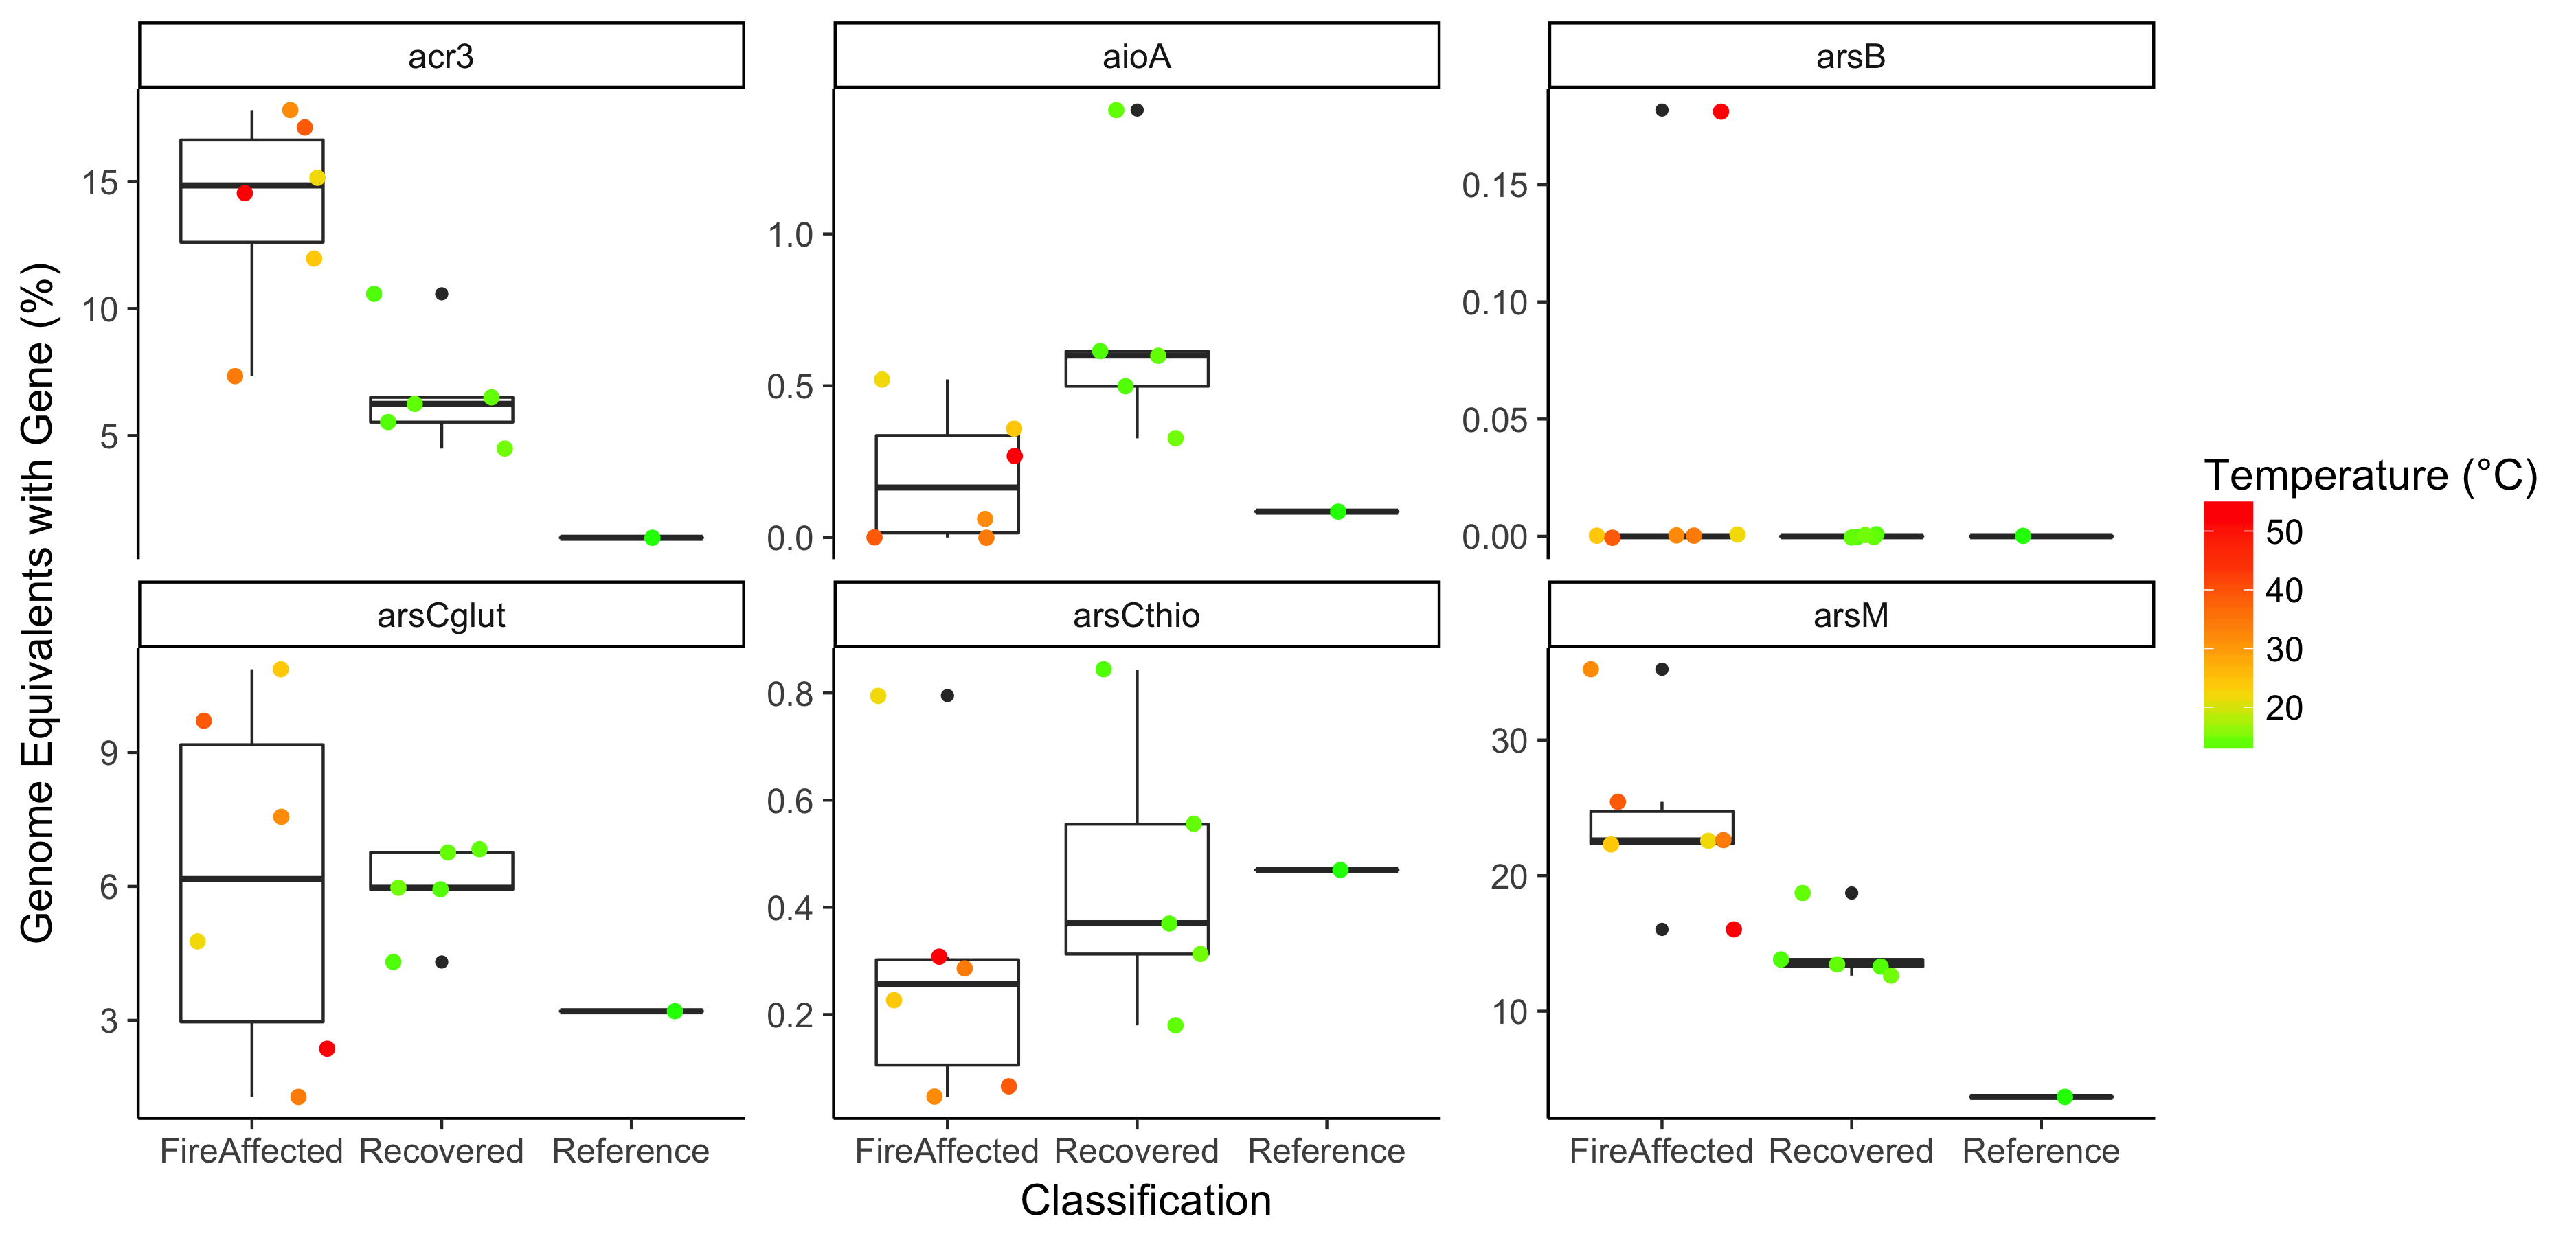 acr3
aioA
arsB
15
10
5
1.0
0.5
0.0
0.15
0.10
0.05
0.00
arsCglut
arsCthio
arsM
9
6
3
0.8
0.6
0.4
0.2
30
20
10
FireAffected Recovered Reference
FireAffected Recovered Reference
FireAffected Recovered Reference
Classification
Genome Equivalents with Gene (%)
Temperature (°C)
50
40
30
20